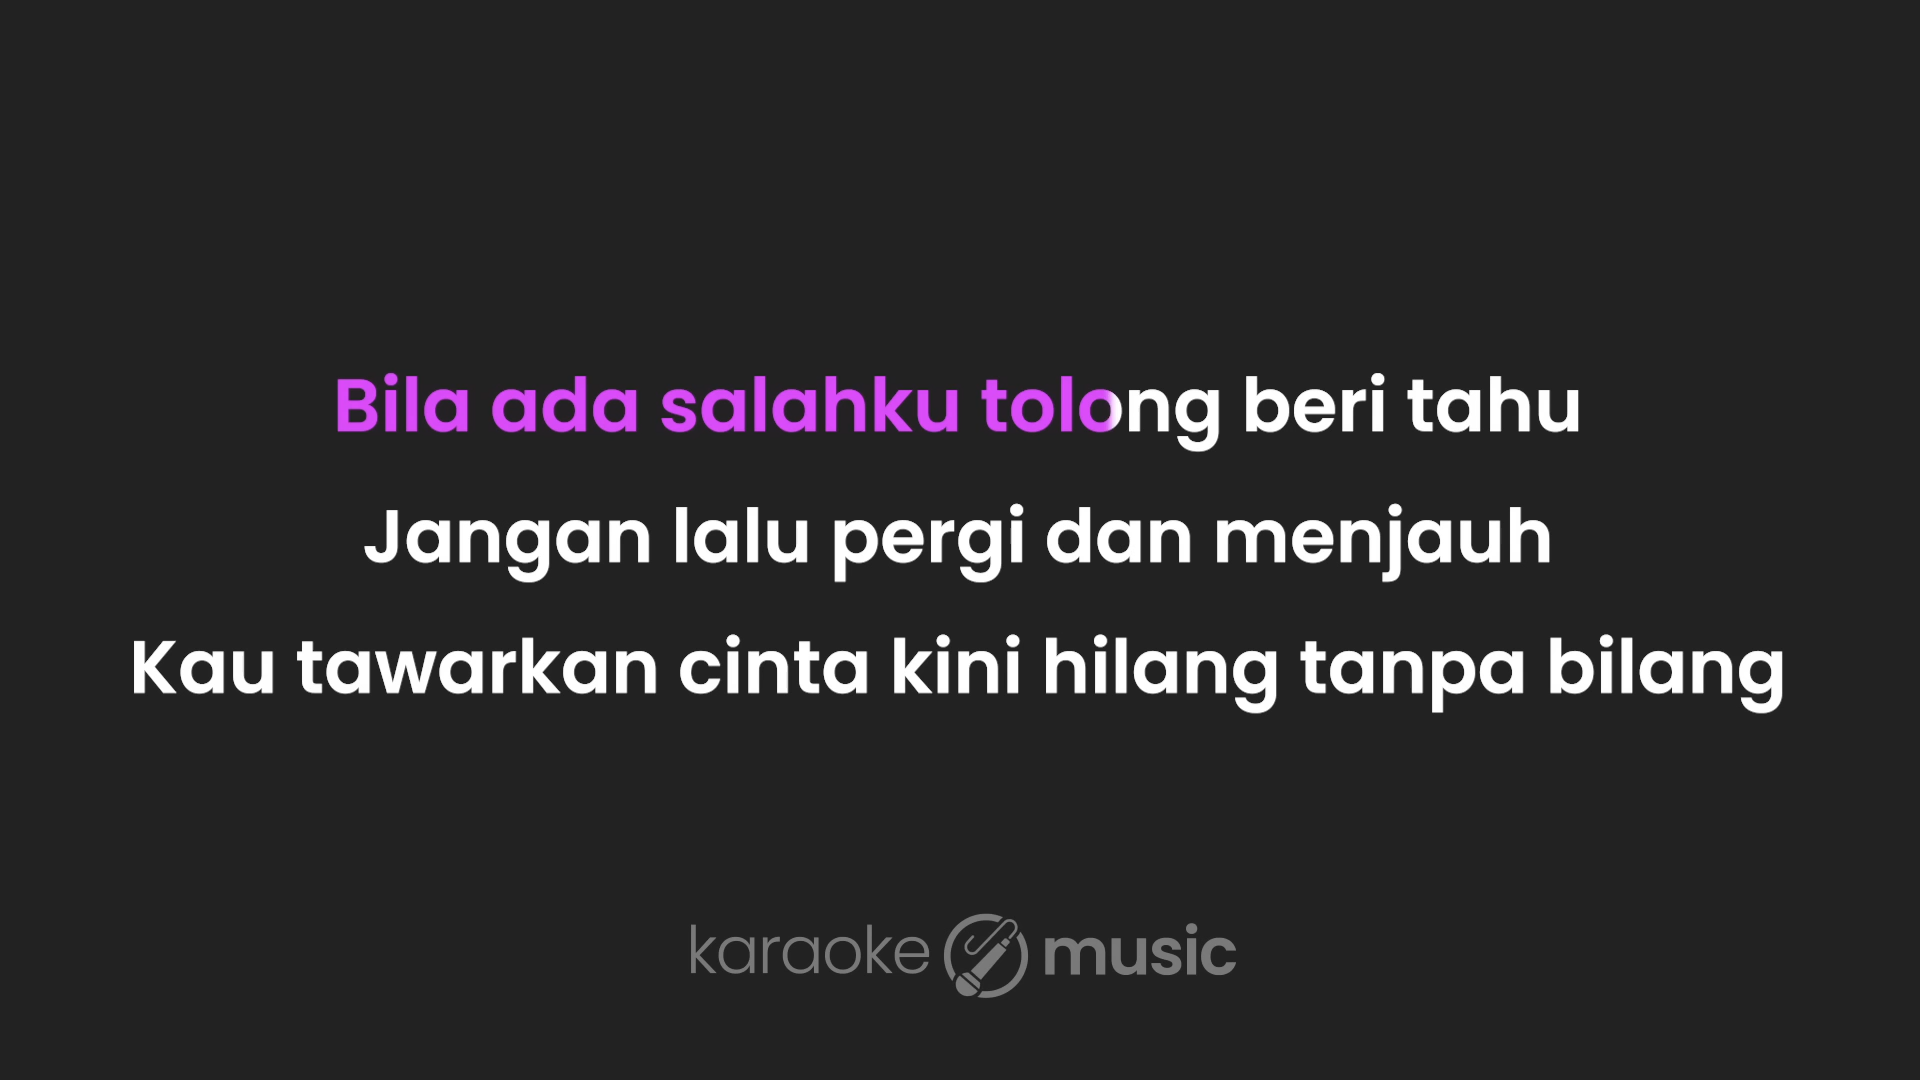 Bila ada salahku tolong beri tahu
Jangan lalu pergi dan menjauh
Kau tawarkan cinta kini hilang tanpa bilang
karaoke music